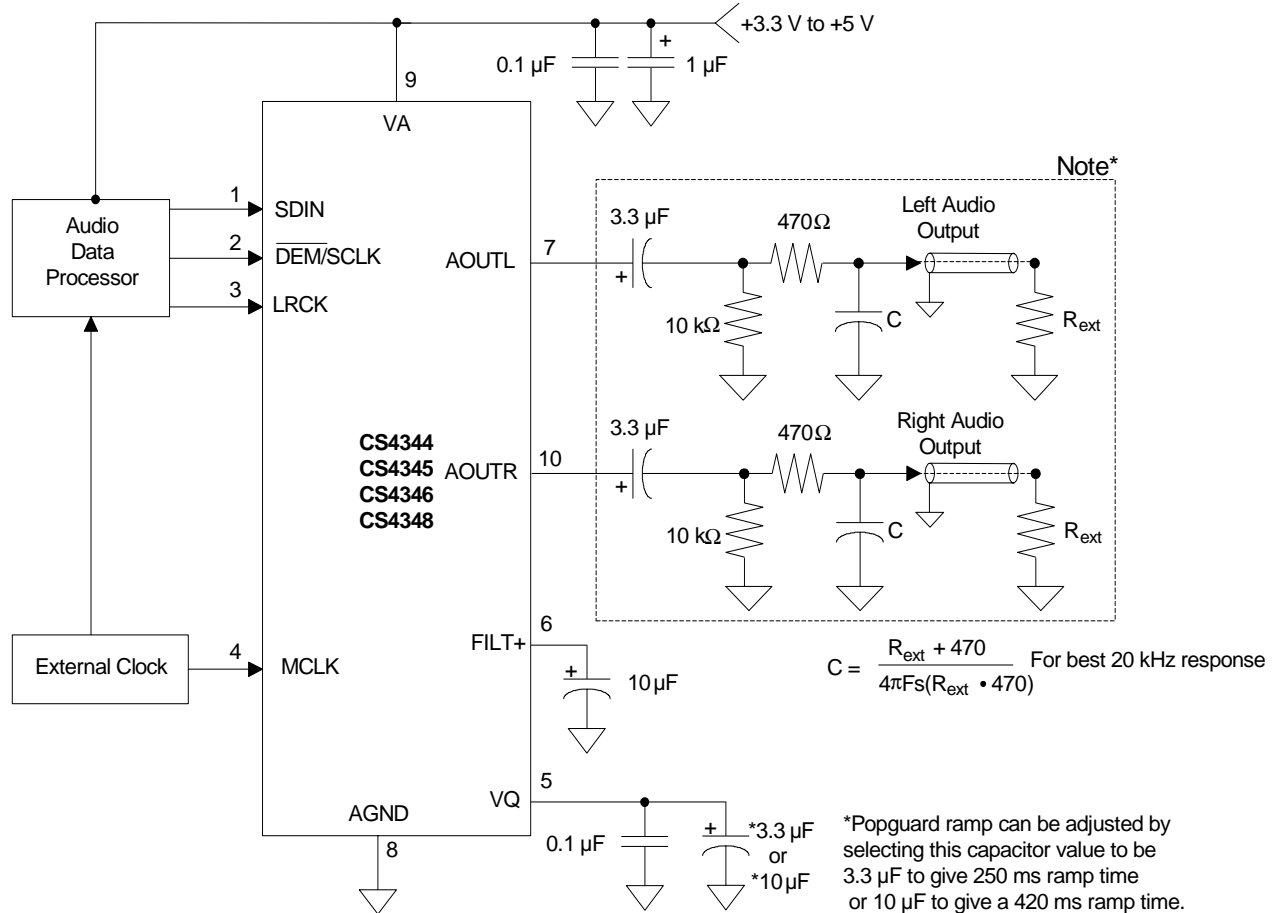 +3.3 V to +5 V
0.1 µF
+
1 µF
9
VA
Note*
Audio
Data
Processor
1
SDIN
2
DEM/SCLK
3
LRCK
AOUTL
7
3.3 µF
+
470Ω
10 kΩ
C
Left Audio
Output
Rext
CS4344
CS4345
CS4346
CS4348
AOUTR
10
3.3 µF
+
470Ω
10 kΩ
C
Right Audio
Output
Rext
External Clock
4
MCLK
FILT+
6
+
10 µF
C = Rext + 470 / 4πFs(Rext • 470) For best 20 kHz response
VQ
5
0.1 µF
+
*3.3 µF
or
*10 µF
AGND
8
*Popguard ramp can be adjusted by
selecting this capacitor value to be
3.3 µF to give 250 ms ramp time
or 10 µF to give a 420 ms ramp time.